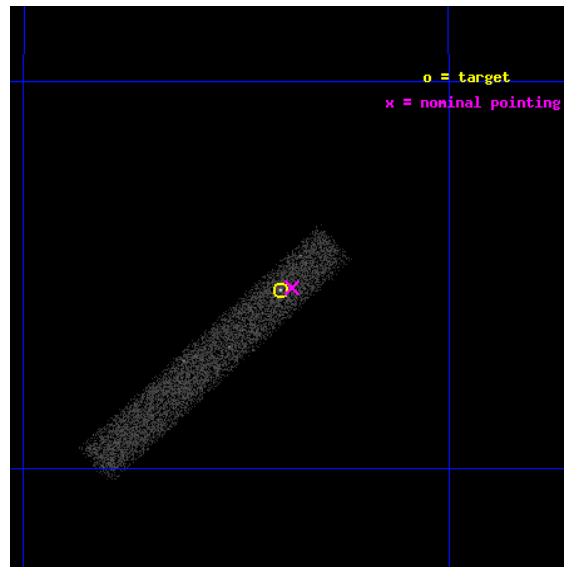 o = target
x = nominal pointing